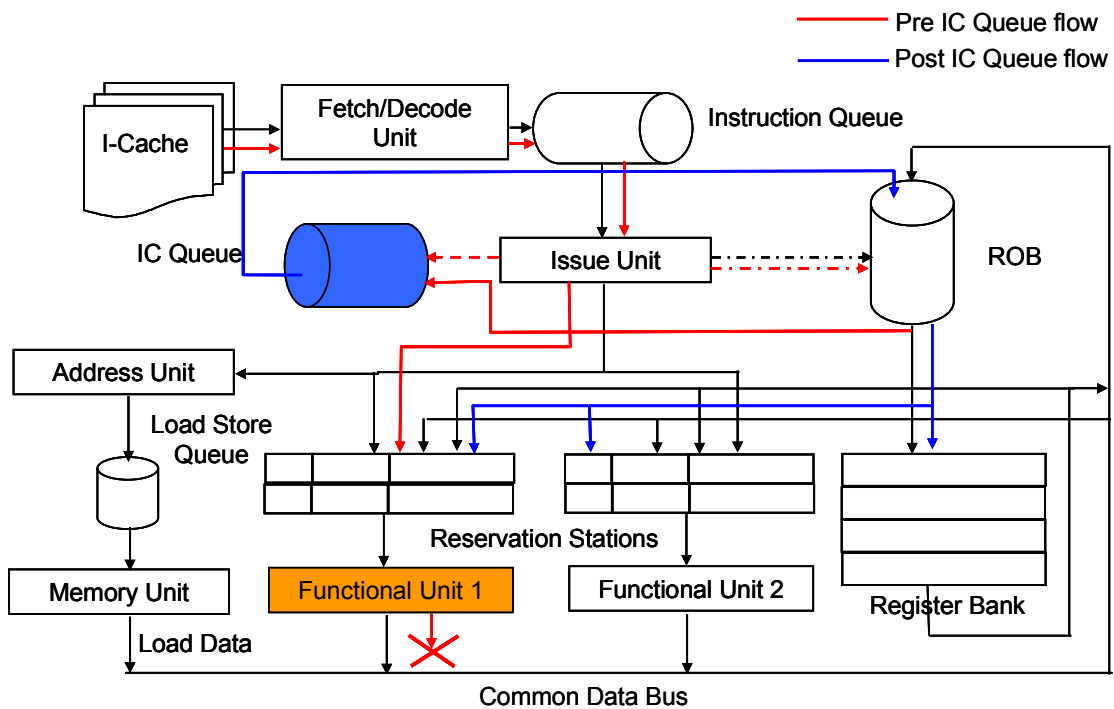 Pre IC Queue flow
Post IC Queue flow
I-Cache
Fetch/Decode
Unit
Instruction Queue
IC Queue
Issue Unit
ROB
Address Unit
Load Store
Queue
Reservation Stations
Memory Unit
Functional Unit 1
Functional Unit 2
Register Bank
Load Data
Common Data Bus